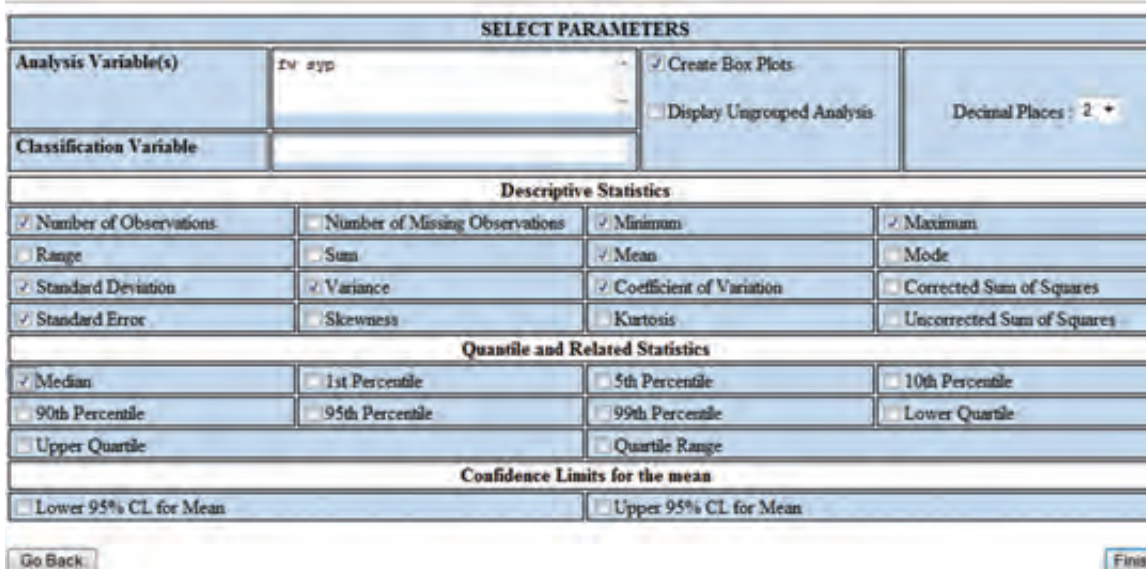 SELECT PARAMETERS
Analysis Variable(s)
fw syp
Create Box Plots
Display Ungrouped Analysis
Decimal Places : 2
Classification Variable
Descriptive Statistics
Number of Observations
Number of Missing Observations
Minimum
Maximum
Range
Sum
Mean
Mode
Standard Deviation
Variance
Coefficient of Variation
Corrected Sum of Squares
Standard Error
Skewness
Kurtosis
Uncorrected Sum of Squares
Quantile and Related Statistics
Median
1st Percentile
5th Percentile
10th Percentile
90th Percentile
95th Percentile
99th Percentile
Lower Quartile
Upper Quartile
Quartile Range
Confidence Limits for the mean
Lower 95% CL for Mean
Upper 95% CL for Mean
Go Back
Finis